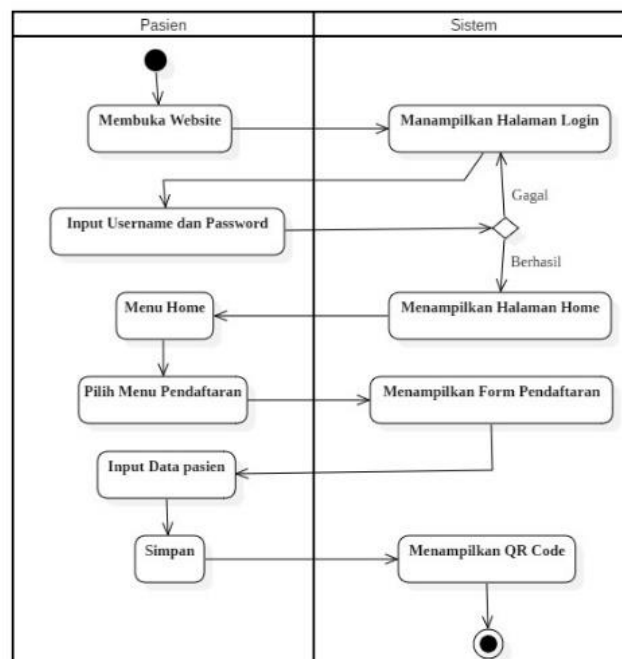 Pasien
Sistem
Membuka Website
Manampilkan Halaman Login
Gagal
Input Username dan Password
Berhasil
Menu Home
Menampilkan Halaman Home
Pilih Menu Pendaftaran
Menampilkan Form Pendaftaran
Input Data pasien
Simpan
Menampilkan QR Code